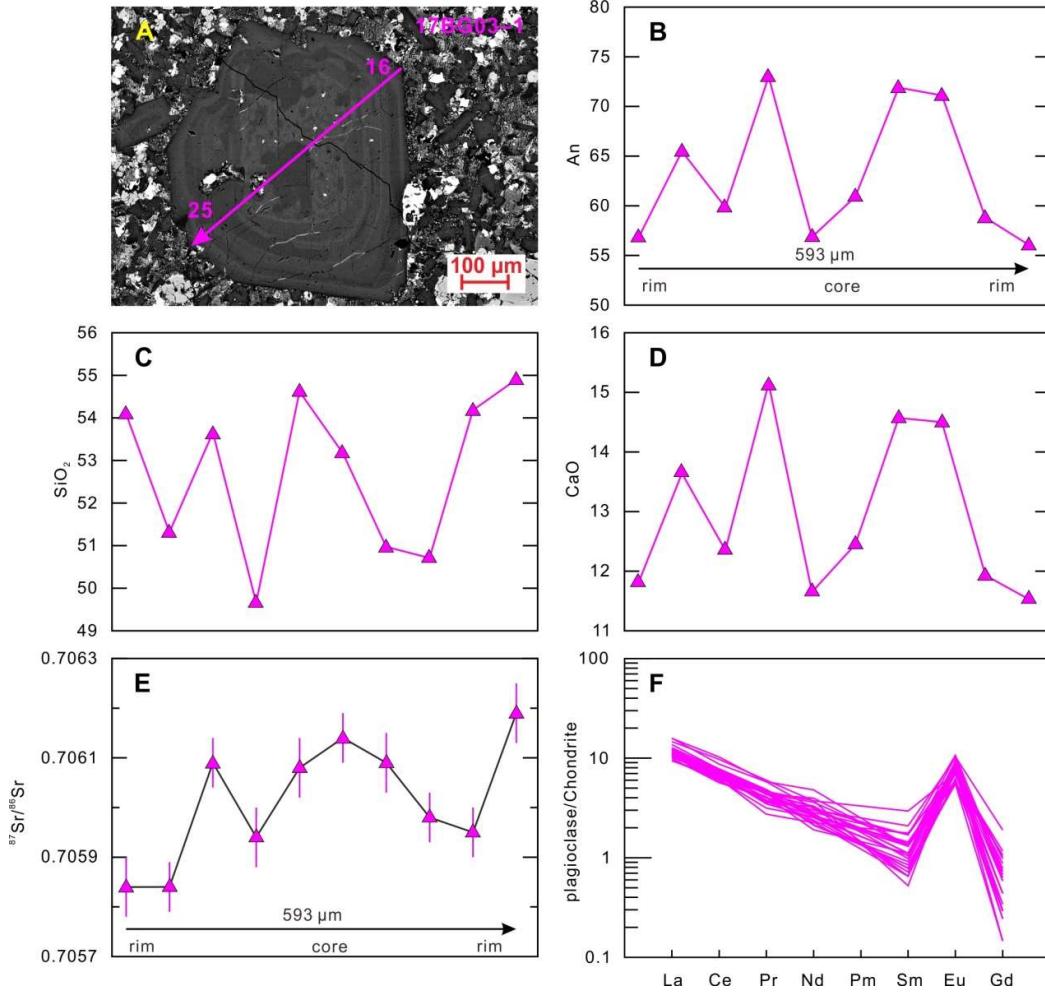 A
17BG03-1
16
25
100 µm
B
An
75
70
65
60
55
50
593 µm
rim
core
rim
C
SiO₂
56
55
54
53
52
51
50
49
D
CaO
16
15
14
13
12
11
E
⁸⁷Sr/⁸⁶Sr
0.7063
0.7061
0.7059
0.7057
593 µm
rim
core
rim
F
plagioclase/Chondrite
100
10
1
0.1
La Ce Pr Nd Pm Sm Eu Gd